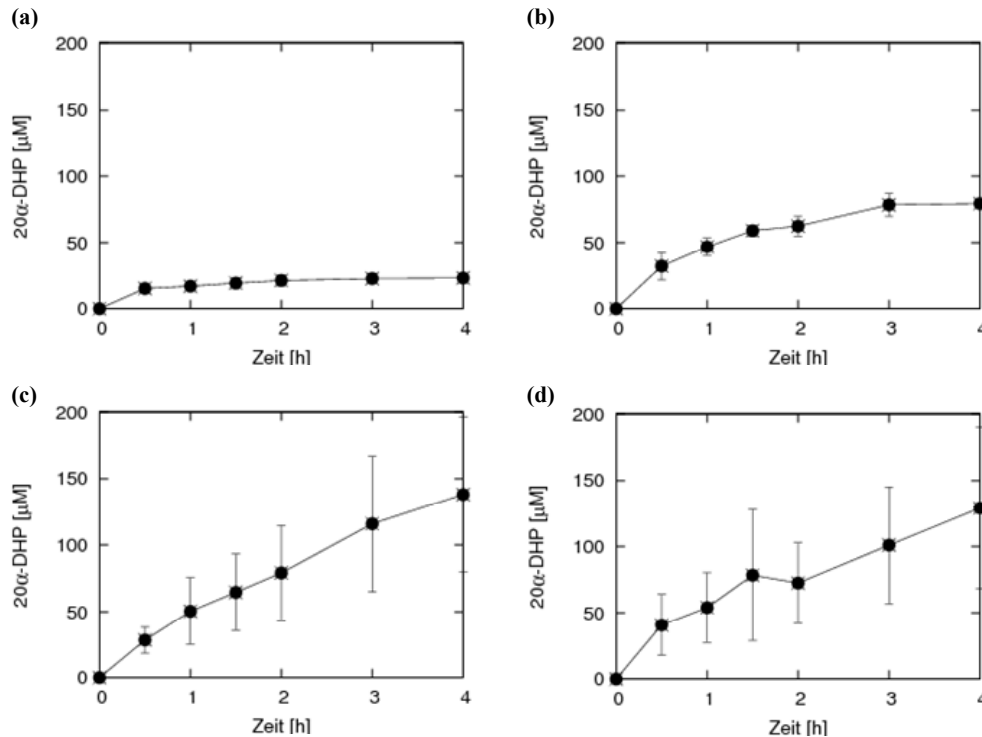 (a)
200
150
100
50
0
20α-DHP [μM]
0 1 2 3 4
Zeit [h]
(b)
200
150
100
50
0
20α-DHP [μM]
0 1 2 3 4
Zeit [h]
(c)
200
150
100
50
0
20α-DHP [μM]
0 1 2 3 4
Zeit [h]
(d)
200
150
100
50
0
20α-DHP [μM]
0 1 2 3 4
Zeit [h]